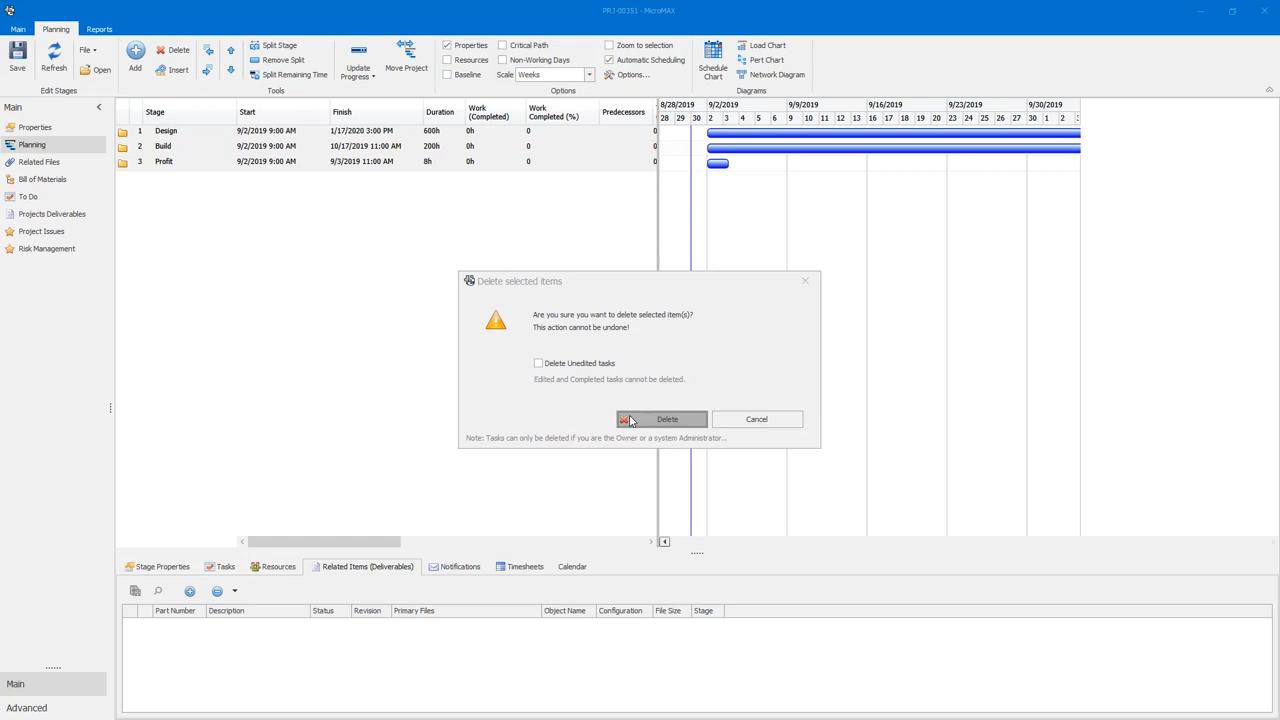 PRJ-00351 - MicroMAX
Main Planning Reports
Save Refresh File Open
Edit Stages
Add Delete Insert
Split Stage
Remove Split
Split Remaining Time
Tools
Update Progress Move Project
Properties Critical Path Zoom to selection
Resources Non-Working Days Automatic Scheduling
Baseline Scale Weeks Options...
Options
Schedule Chart
Load Chart
Pert Chart
Network Diagram
Diagrams
Main
Properties
Planning
Related Files
Bill of Materials
To Do
Projects Deliverables
Project Issues
Risk Management
Main
Advanced
Stage Start Finish Duration Work (Completed) Work Completed (%) Predecessors
1 Design 9/2/2019 9:00 AM 1/17/2020 3:00 PM 600h 0h 0 0
2 Build 9/2/2019 9:00 AM 10/17/2019 11:00 AM 200h 0h 0 0
3 Profit 9/2/2019 9:00 AM 9/3/2019 11:00 AM 8h 0h 0 0
8/28/2019 9/2/2019 9/9/2019 9/16/2019 9/23/2019 9/30/2019
28 29 30 2 3 4 5 6 9 10 11 12 13 16 17 18 19 20 23 24 25 26 27 30 1 2
Delete selected items
Are you sure you want to delete selected item(s)?
This action cannot be undone!
Delete Unedited tasks
Edited and Completed tasks cannot be deleted.
Delete Cancel
Note: Tasks can only be deleted if you are the Owner or a system Administrator...
Stage Properties Tasks Resources Related Items (Deliverables) Notifications Timesheets Calendar
Part Number Description Status Revision Primary Files Object Name Configuration File Size Stage